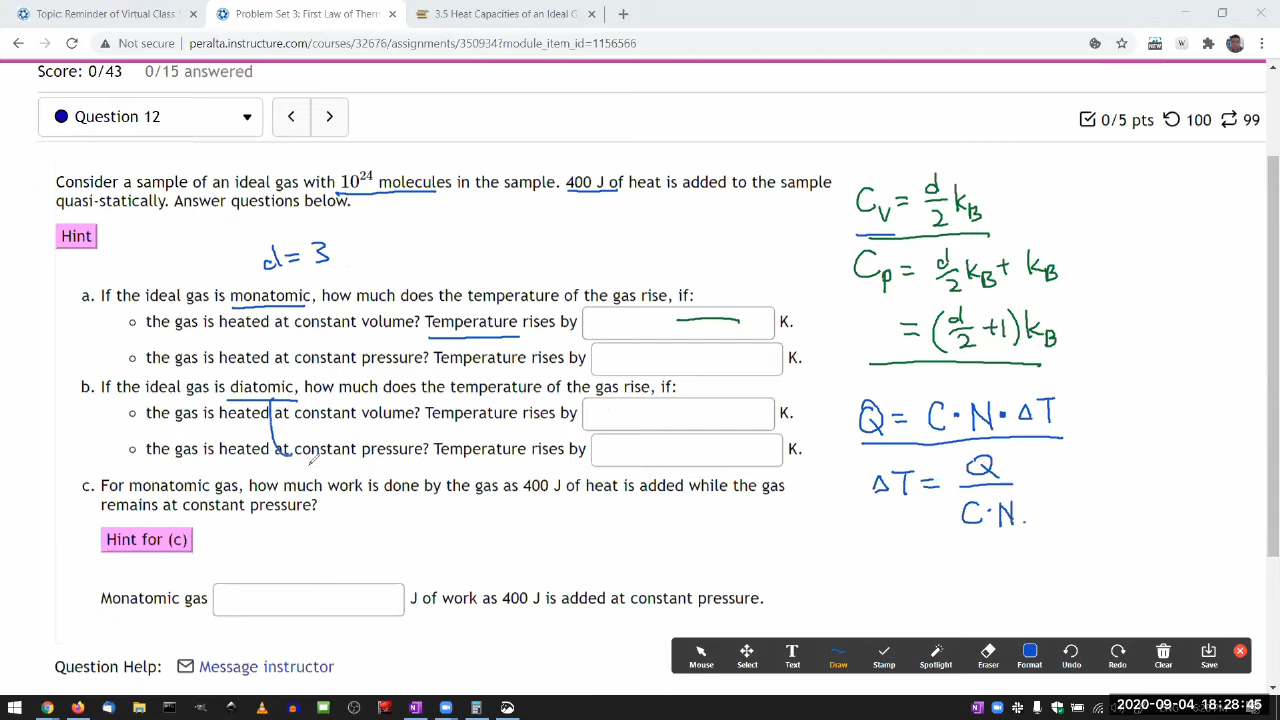 Topic: Reminder of Virtual Class
Problem Set 3: First Law of Therm
3.5 Heat Capacities of an Ideal G
Not secure
peralta.instructure.com/courses/32676/assignments/350934?module_item_id=1156566
Score: 0/43 0/15 answered
Question 12
0/5 pts 100 99
Consider a sample of an ideal gas with 10^24 molecules in the sample. 400 J of heat is added to the sample
quasi-statically. Answer questions below.
Hint
d = 3
a. If the ideal gas is monatomic, how much does the temperature of the gas rise, if:
the gas is heated at constant volume? Temperature rises by K.
the gas is heated at constant pressure? Temperature rises by K.
b. If the ideal gas is diatomic, how much does the temperature of the gas rise, if:
the gas is heated at constant volume? Temperature rises by K.
the gas is heated at constant pressure? Temperature rises by K.
c. For monatomic gas, how much work is done by the gas as 400 J of heat is added while the gas
remains at constant pressure?
Hint for (c)
Monatomic gas J of work as 400 J is added at constant pressure.
Question Help: Message instructor
C_V = d/2 k_B
C_p = d/2 k_B + k_B
= (d/2 + 1) k_B
Q = C · N · ΔT
ΔT = Q / C · N.
Mouse Select Text Draw Stamp Spotlight Eraser Format Undo Redo Clear Save
2020-09-04 18:28:45